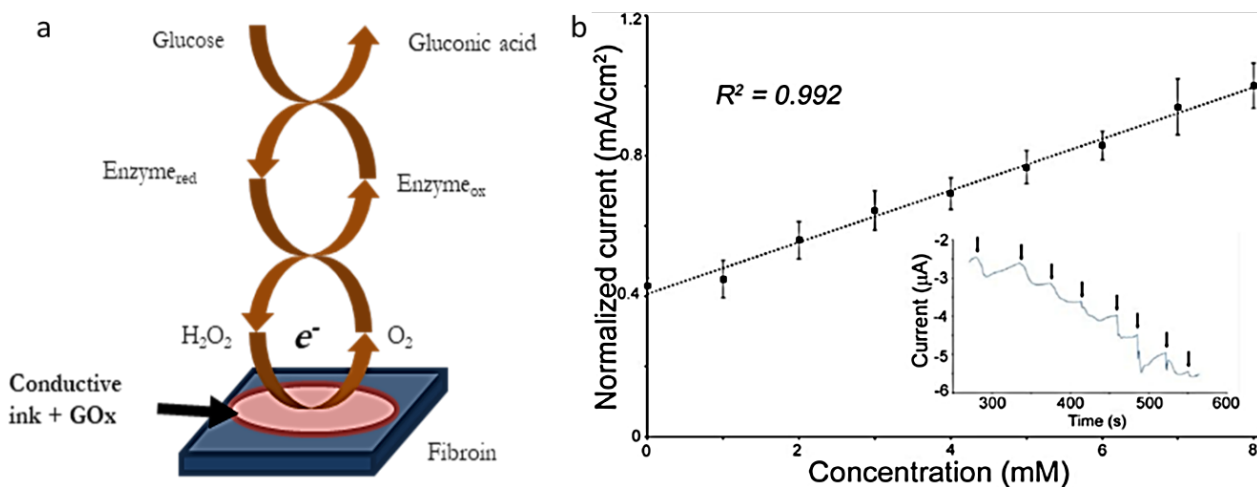 a
Glucose
Gluconic acid
Enzyme_red
Enzyme_ox
H₂O₂
e⁻
O₂
Conductive
ink + GOx
Fibroin
b
Normalized current (mA/cm²)
1.2
0.8
0.4
0
R² = 0.992
0
2
4
6
8
Concentration (mM)
Current (μA)
-2
-3
-4
-5
-6
300
400
500
600
Time (s)